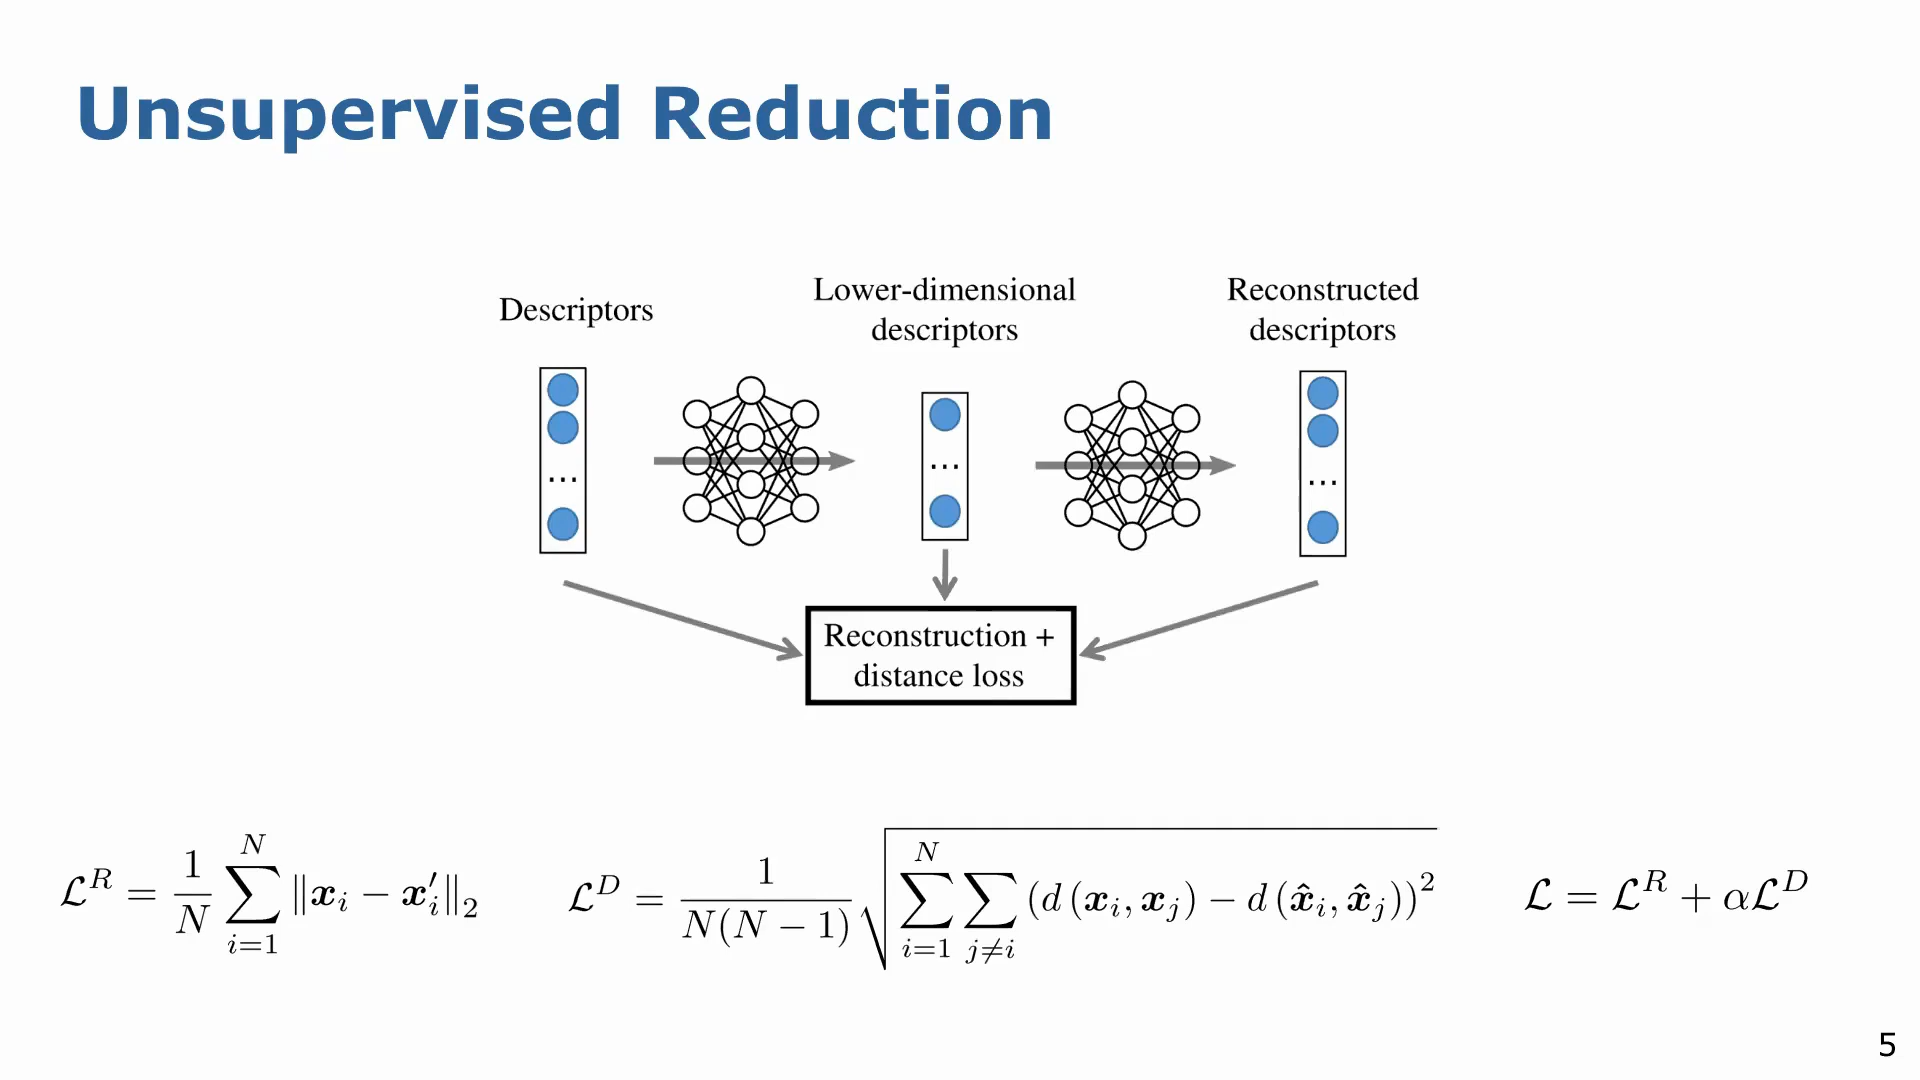 Unsupervised Reduction
Descriptors
Lower-dimensional
descriptors
Reconstructed
descriptors
...
...
...
Reconstruction +
distance loss
$\mathcal{L}^R = \frac{1}{N} \sum_{i=1}^{N} \| \boldsymbol{x}_i - \boldsymbol{x}'_i \|_2$
$\mathcal{L}^D = \frac{1}{N(N-1)} \sqrt{\sum_{i=1}^{N} \sum_{j \neq i} \left( d\left(\boldsymbol{x}_i, \boldsymbol{x}_j\right) - d\left(\hat{\boldsymbol{x}}_i, \hat{\boldsymbol{x}}_j\right) \right)^2}$
$\mathcal{L} = \mathcal{L}^R + \alpha \mathcal{L}^D$
5